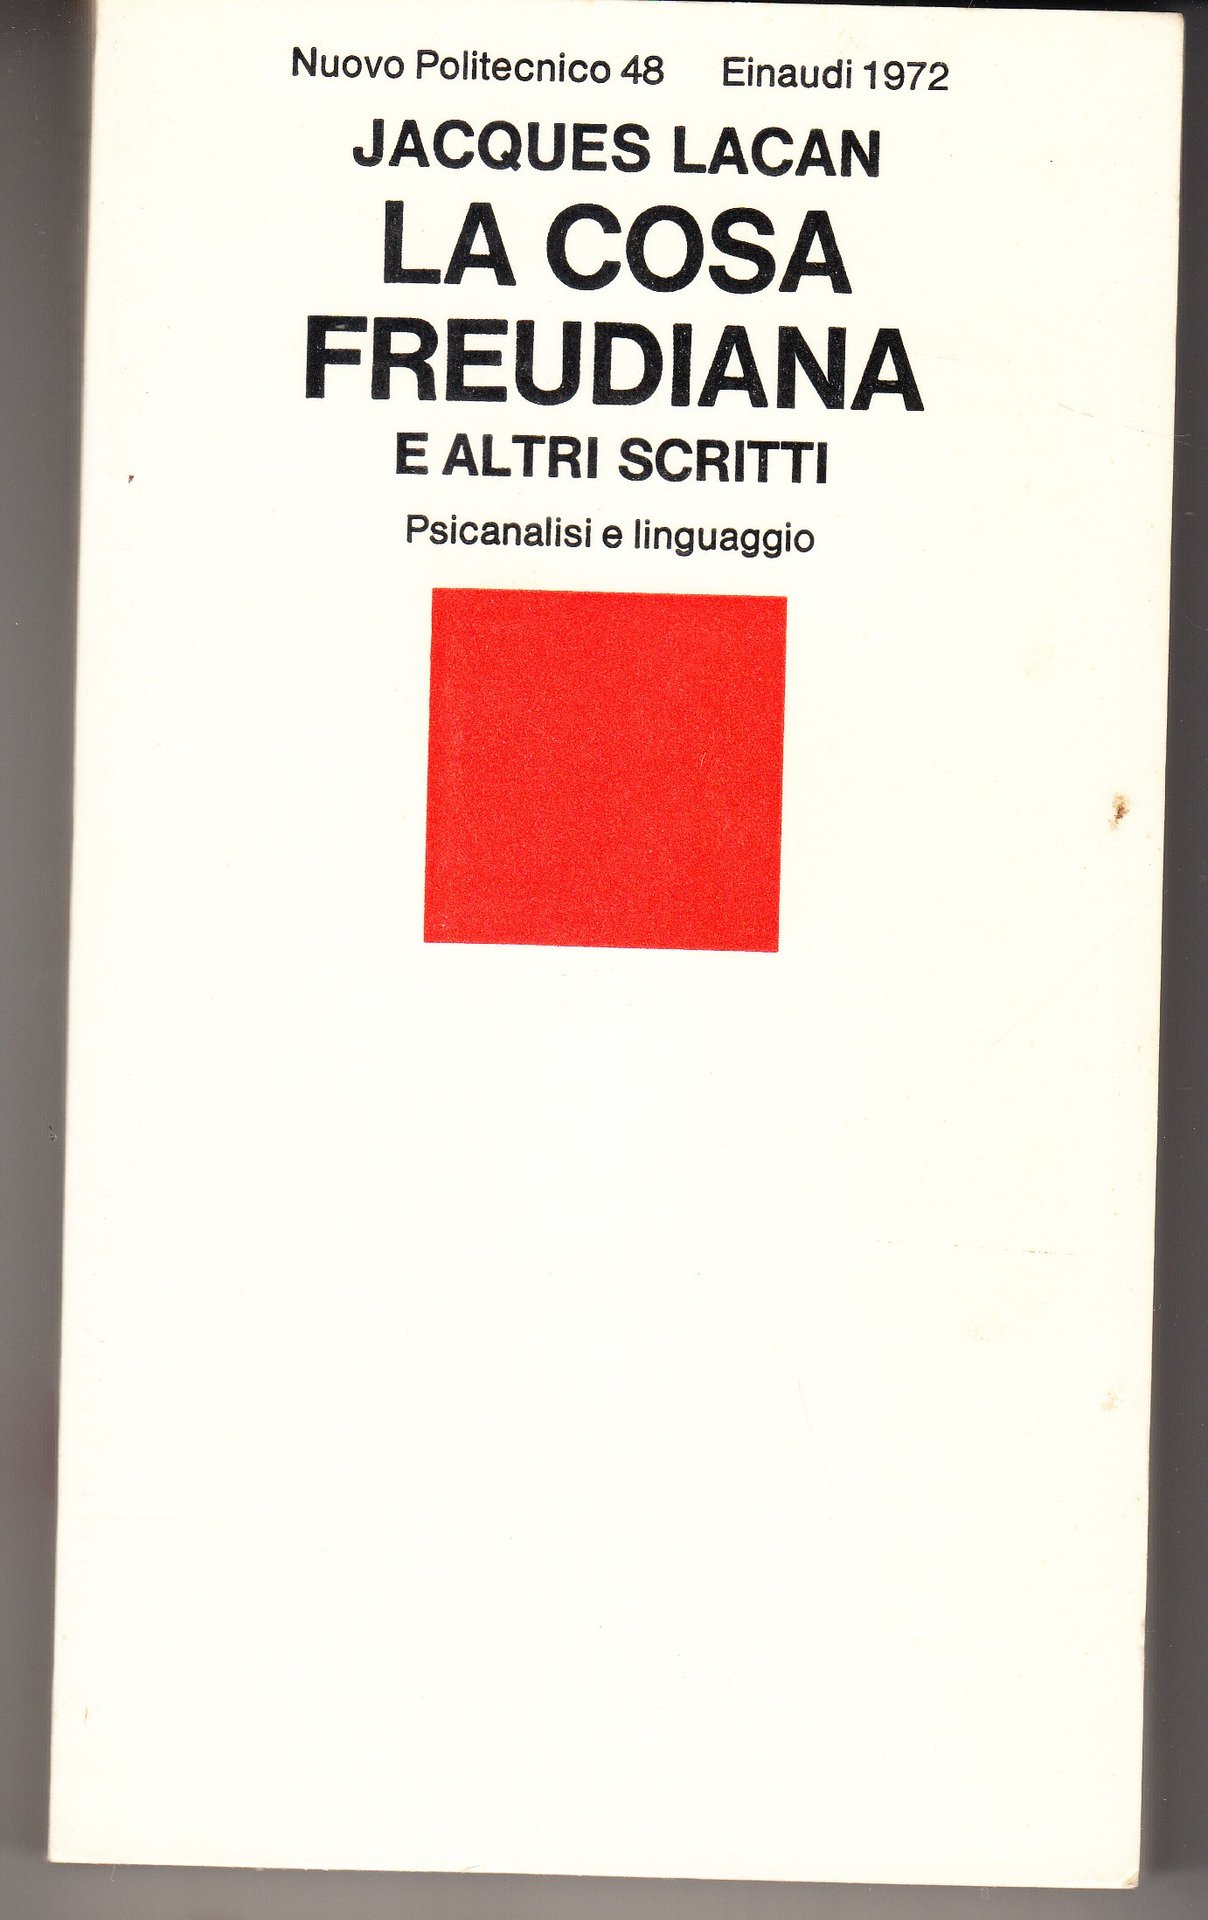 Nuovo Politecnico 48 Einaudi 1972
JACQUES LACAN
LA COSA
FREUDIANA
E ALTRI SCRITTI
Psicanalisi e linguaggio